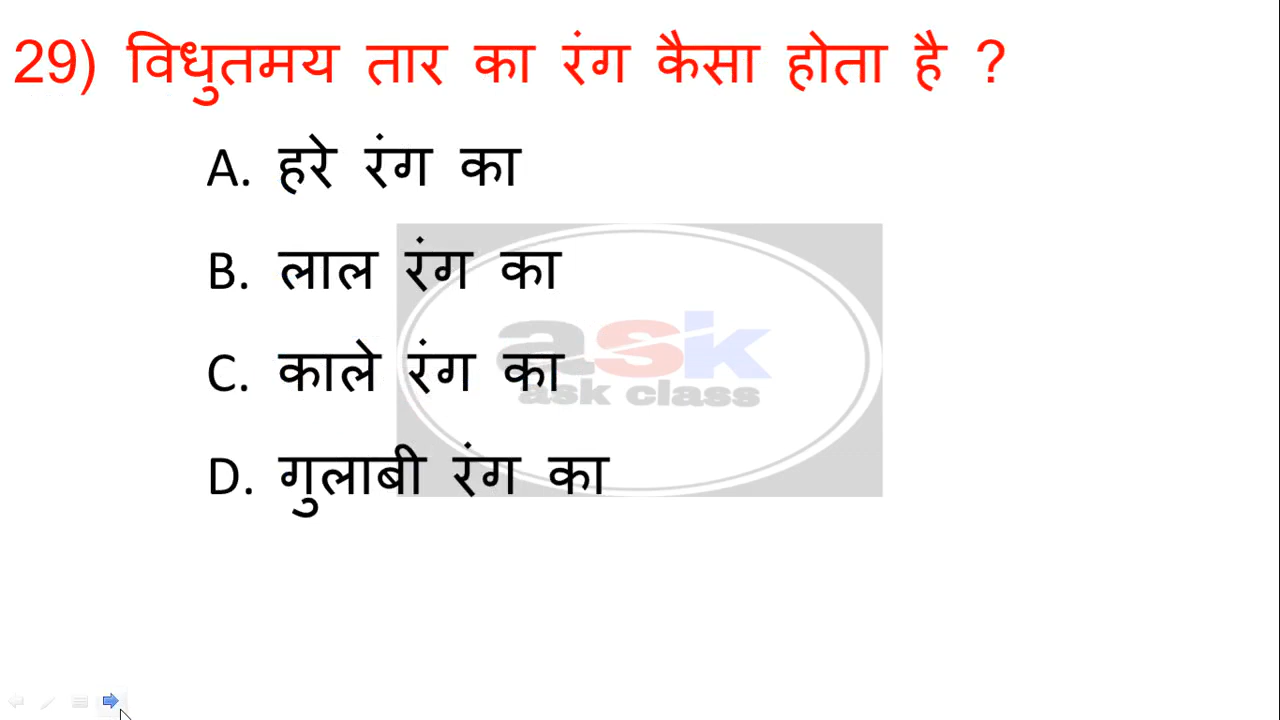 29) विधुतमय तार का रंग कैसा होता है ?
A. हरे रंग का
B. लाल रंग का
C. काले रंग का
D. गुलाबी रंग का
ask
ask class